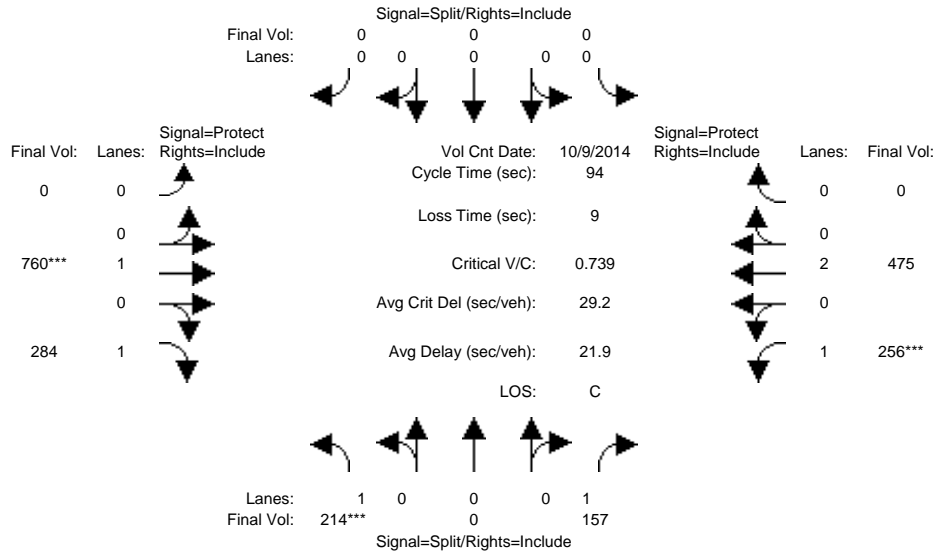 Signal=Split/Rights=Include
Final Vol: 0 0 0
Lanes: 0 0 0 0 0
Signal=Protect Signal=Protect
Final Vol: Lanes: Rights=Include Vol Cnt Date: 10/9/2014 Rights=Include Lanes: Final Vol:
Cycle Time (sec): 94
0 0 0 0
Loss Time (sec): 9
0 0
760*** 1 Critical V/C: 0.739 2 475
0 Avg Crit Del (sec/veh): 29.2 0
284 1 Avg Delay (sec/veh): 21.9 1 256***
LOS: C
Lanes: 1 0 0 0 1
Final Vol: 214*** 0 157
Signal=Split/Rights=Include